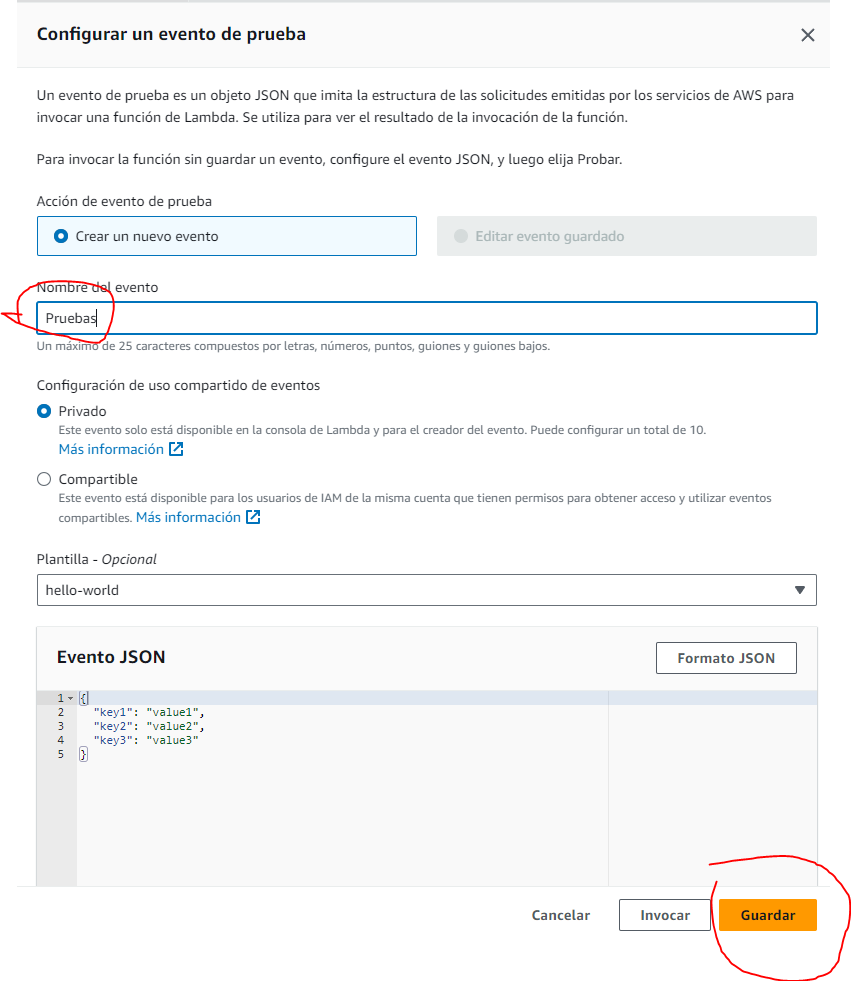 Configurar un evento de prueba
Un evento de prueba es un objeto JSON que imita la estructura de las solicitudes emitidas por los servicios de AWS para
invocar una función de Lambda. Se utiliza para ver el resultado de la invocación de la función.
Para invocar la función sin guardar un evento, configure el evento JSON, y luego elija Probar.
Acción de evento de prueba
Crear un nuevo evento
Editar evento guardado
Nombre del evento
Pruebas
Un máximo de 25 caracteres compuestos por letras, números, puntos, guiones y guiones bajos.
Configuración de uso compartido de eventos
Privado
Este evento solo está disponible en la consola de Lambda y para el creador del evento. Puede configurar un total de 10.
Más información
Compartible
Este evento está disponible para los usuarios de IAM de la misma cuenta que tienen permisos para obtener acceso y utilizar eventos
compartibles. Más información
Plantilla - Opcional
hello-world
Evento JSON
Formato JSON
1 {
2 "key1": "value1",
3 "key2": "value2",
4 "key3": "value3"
5 }
Cancelar
Invocar
Guardar